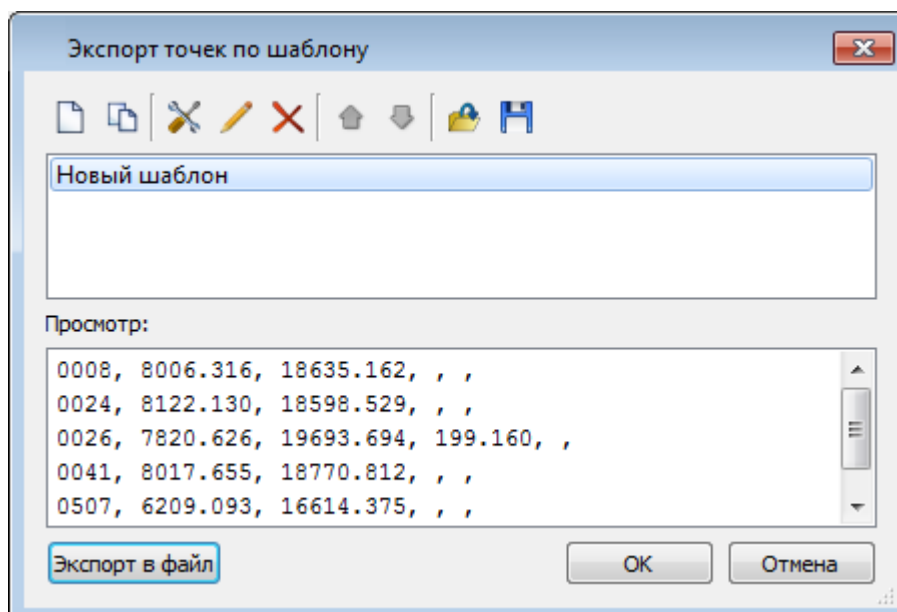 Экспорт точек по шаблону
Новый шаблон
Просмотр:
0008, 8006.316, 18635.162, , ,
0024, 8122.130, 18598.529, , ,
0026, 7820.626, 19693.694, 199.160, ,
0041, 8017.655, 18770.812, , ,
0507, 6209.093, 16614.375, , ,
Экспорт в файл
ОК
Отмена